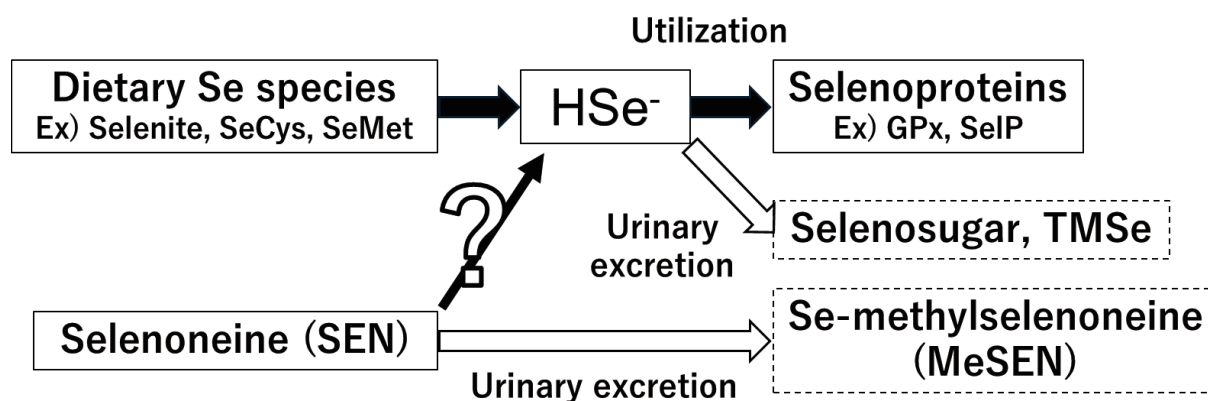 Utilization
Dietary Se species
Ex) Selenite, SeCys, SeMet
HSe⁻
Selenoproteins
Ex) GPx, SelP
?
Urinary
excretion
Selenosugar, TMSe
Selenoneine (SEN)
Urinary excretion
Se-methylselenoneine
(MeSEN)